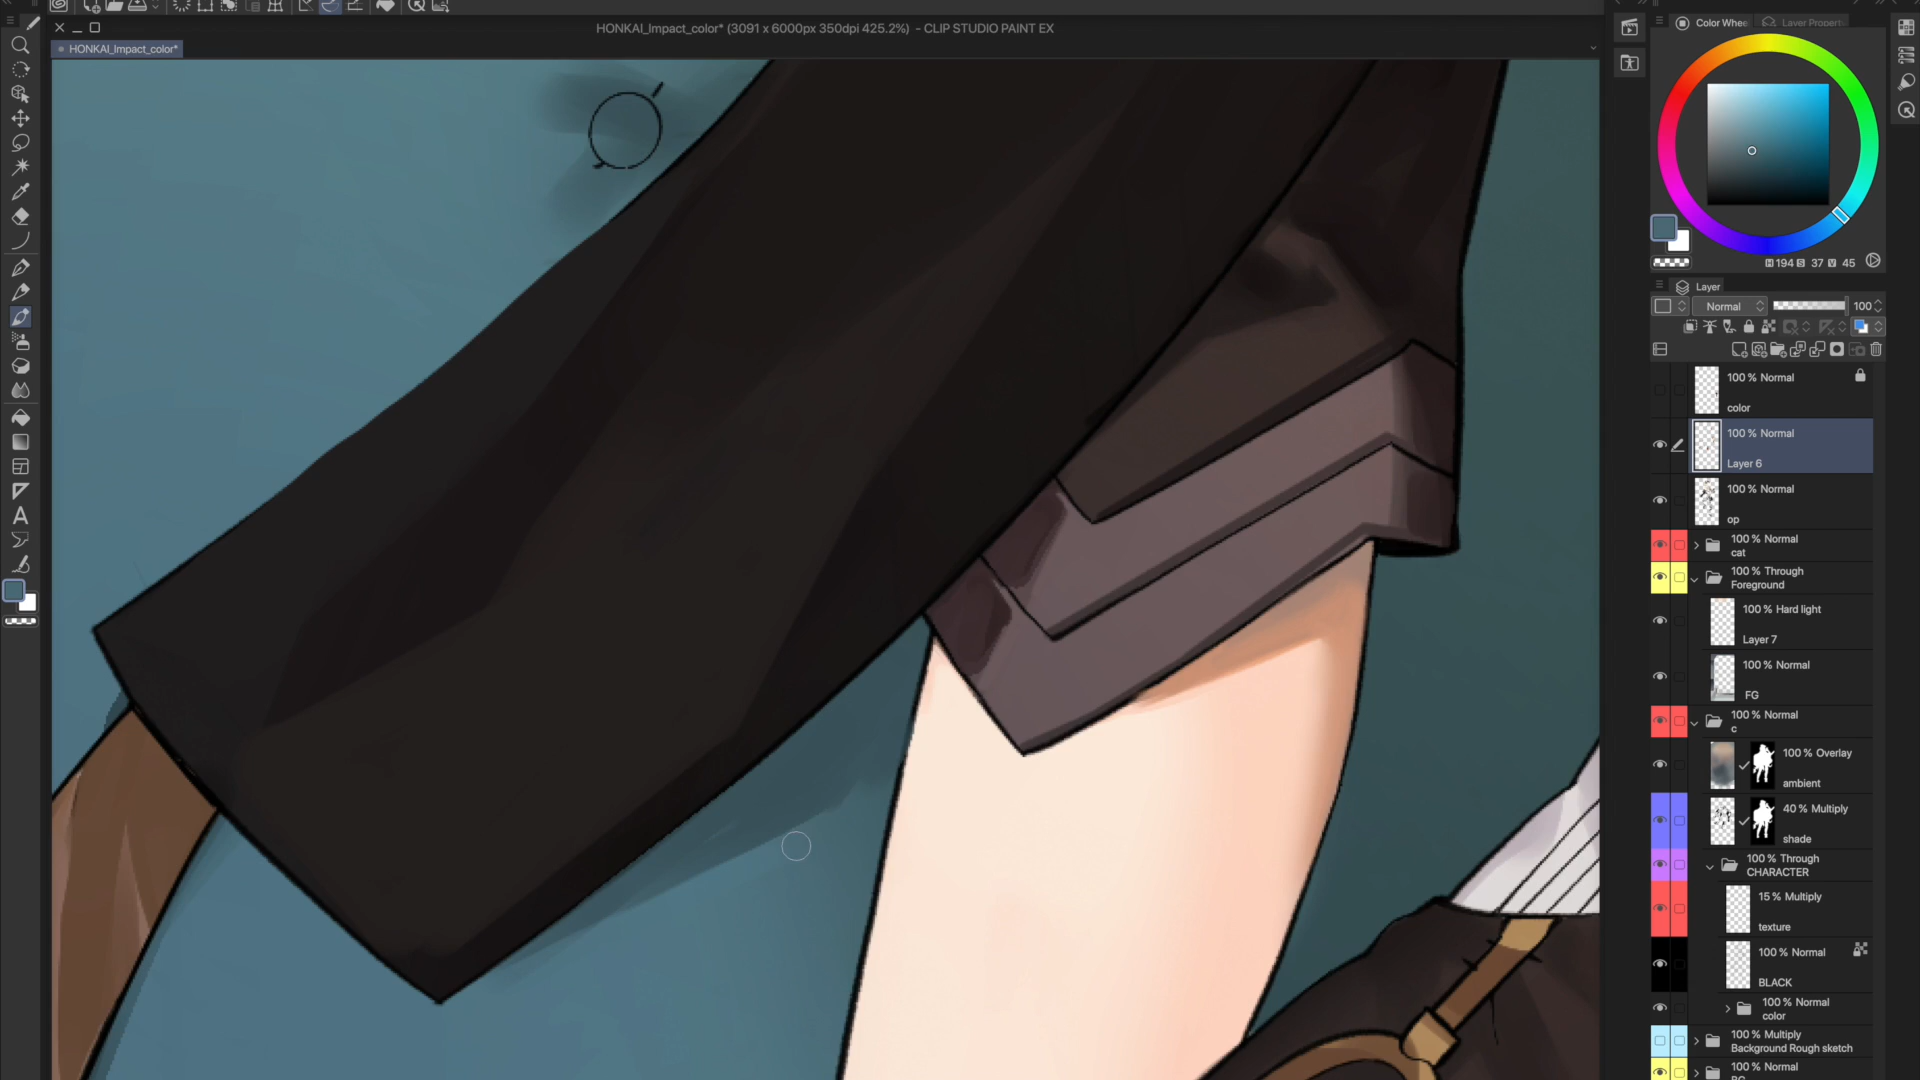 HONKAI_Impact_color* (3091 x 6000px 350dpi 425.2%) - CLIP STUDIO PAINT EX
HONKAI_Impact_color*
Color Whee
Layer Propert
H 194 S 37 V 45
Layer
Normal 100
100 % Normal
color
100 % Normal
Layer 6
100 % Normal
op
100 % Normal
cat
100 % Through
Foreground
100 % Hard light
Layer 7
100 % Normal
FG
100 % Normal
c
100 % Overlay
ambient
40 % Multiply
shade
100 % Through
CHARACTER
15 % Multiply
texture
100 % Normal
BLACK
100 % Normal
color
100 % Multiply
Background Rough sketch
100 % Normal